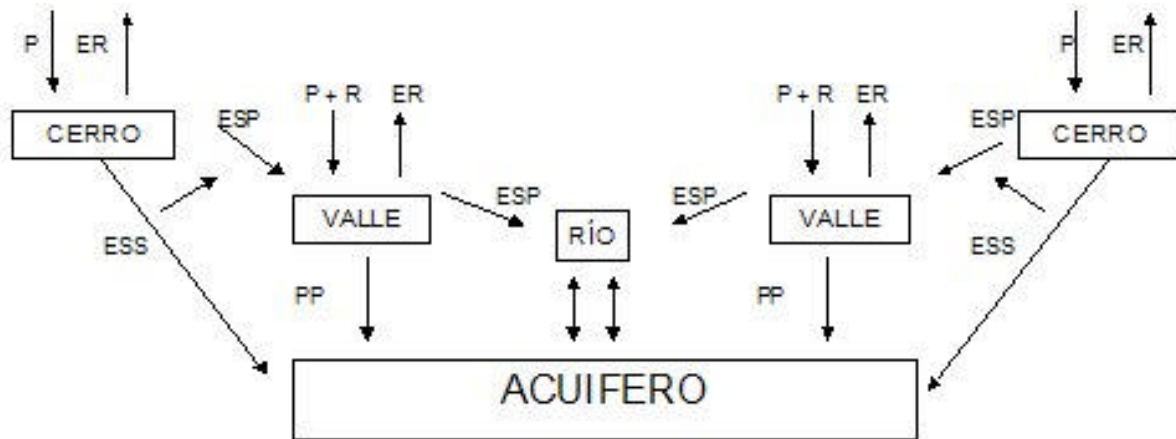 P ER P ER
CERRO ESP P + R ER P + R ER ESP CERRO
VALLE ESP RÍO ESP VALLE
ESS ESS
PP PP
ACUIFERO